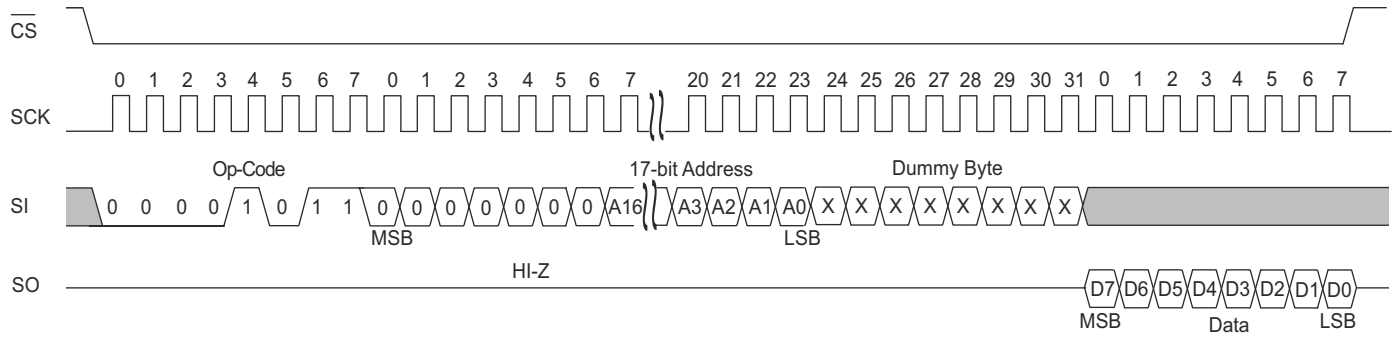 CS
0 1 2 3 4 5 6 7 0 1 2 3 4 5 6 7 20 21 22 23 24 25 26 27 28 29 30 31 0 1 2 3 4 5 6 7
SCK
Op-Code 17-bit Address Dummy Byte
SI 0 0 0 0 1 0 1 1 0 0 0 0 0 0 0 A16 A3 A2 A1 A0 X X X X X X X X
MSB LSB
HI-Z
SO D7 D6 D5 D4 D3 D2 D1 D0
MSB Data LSB